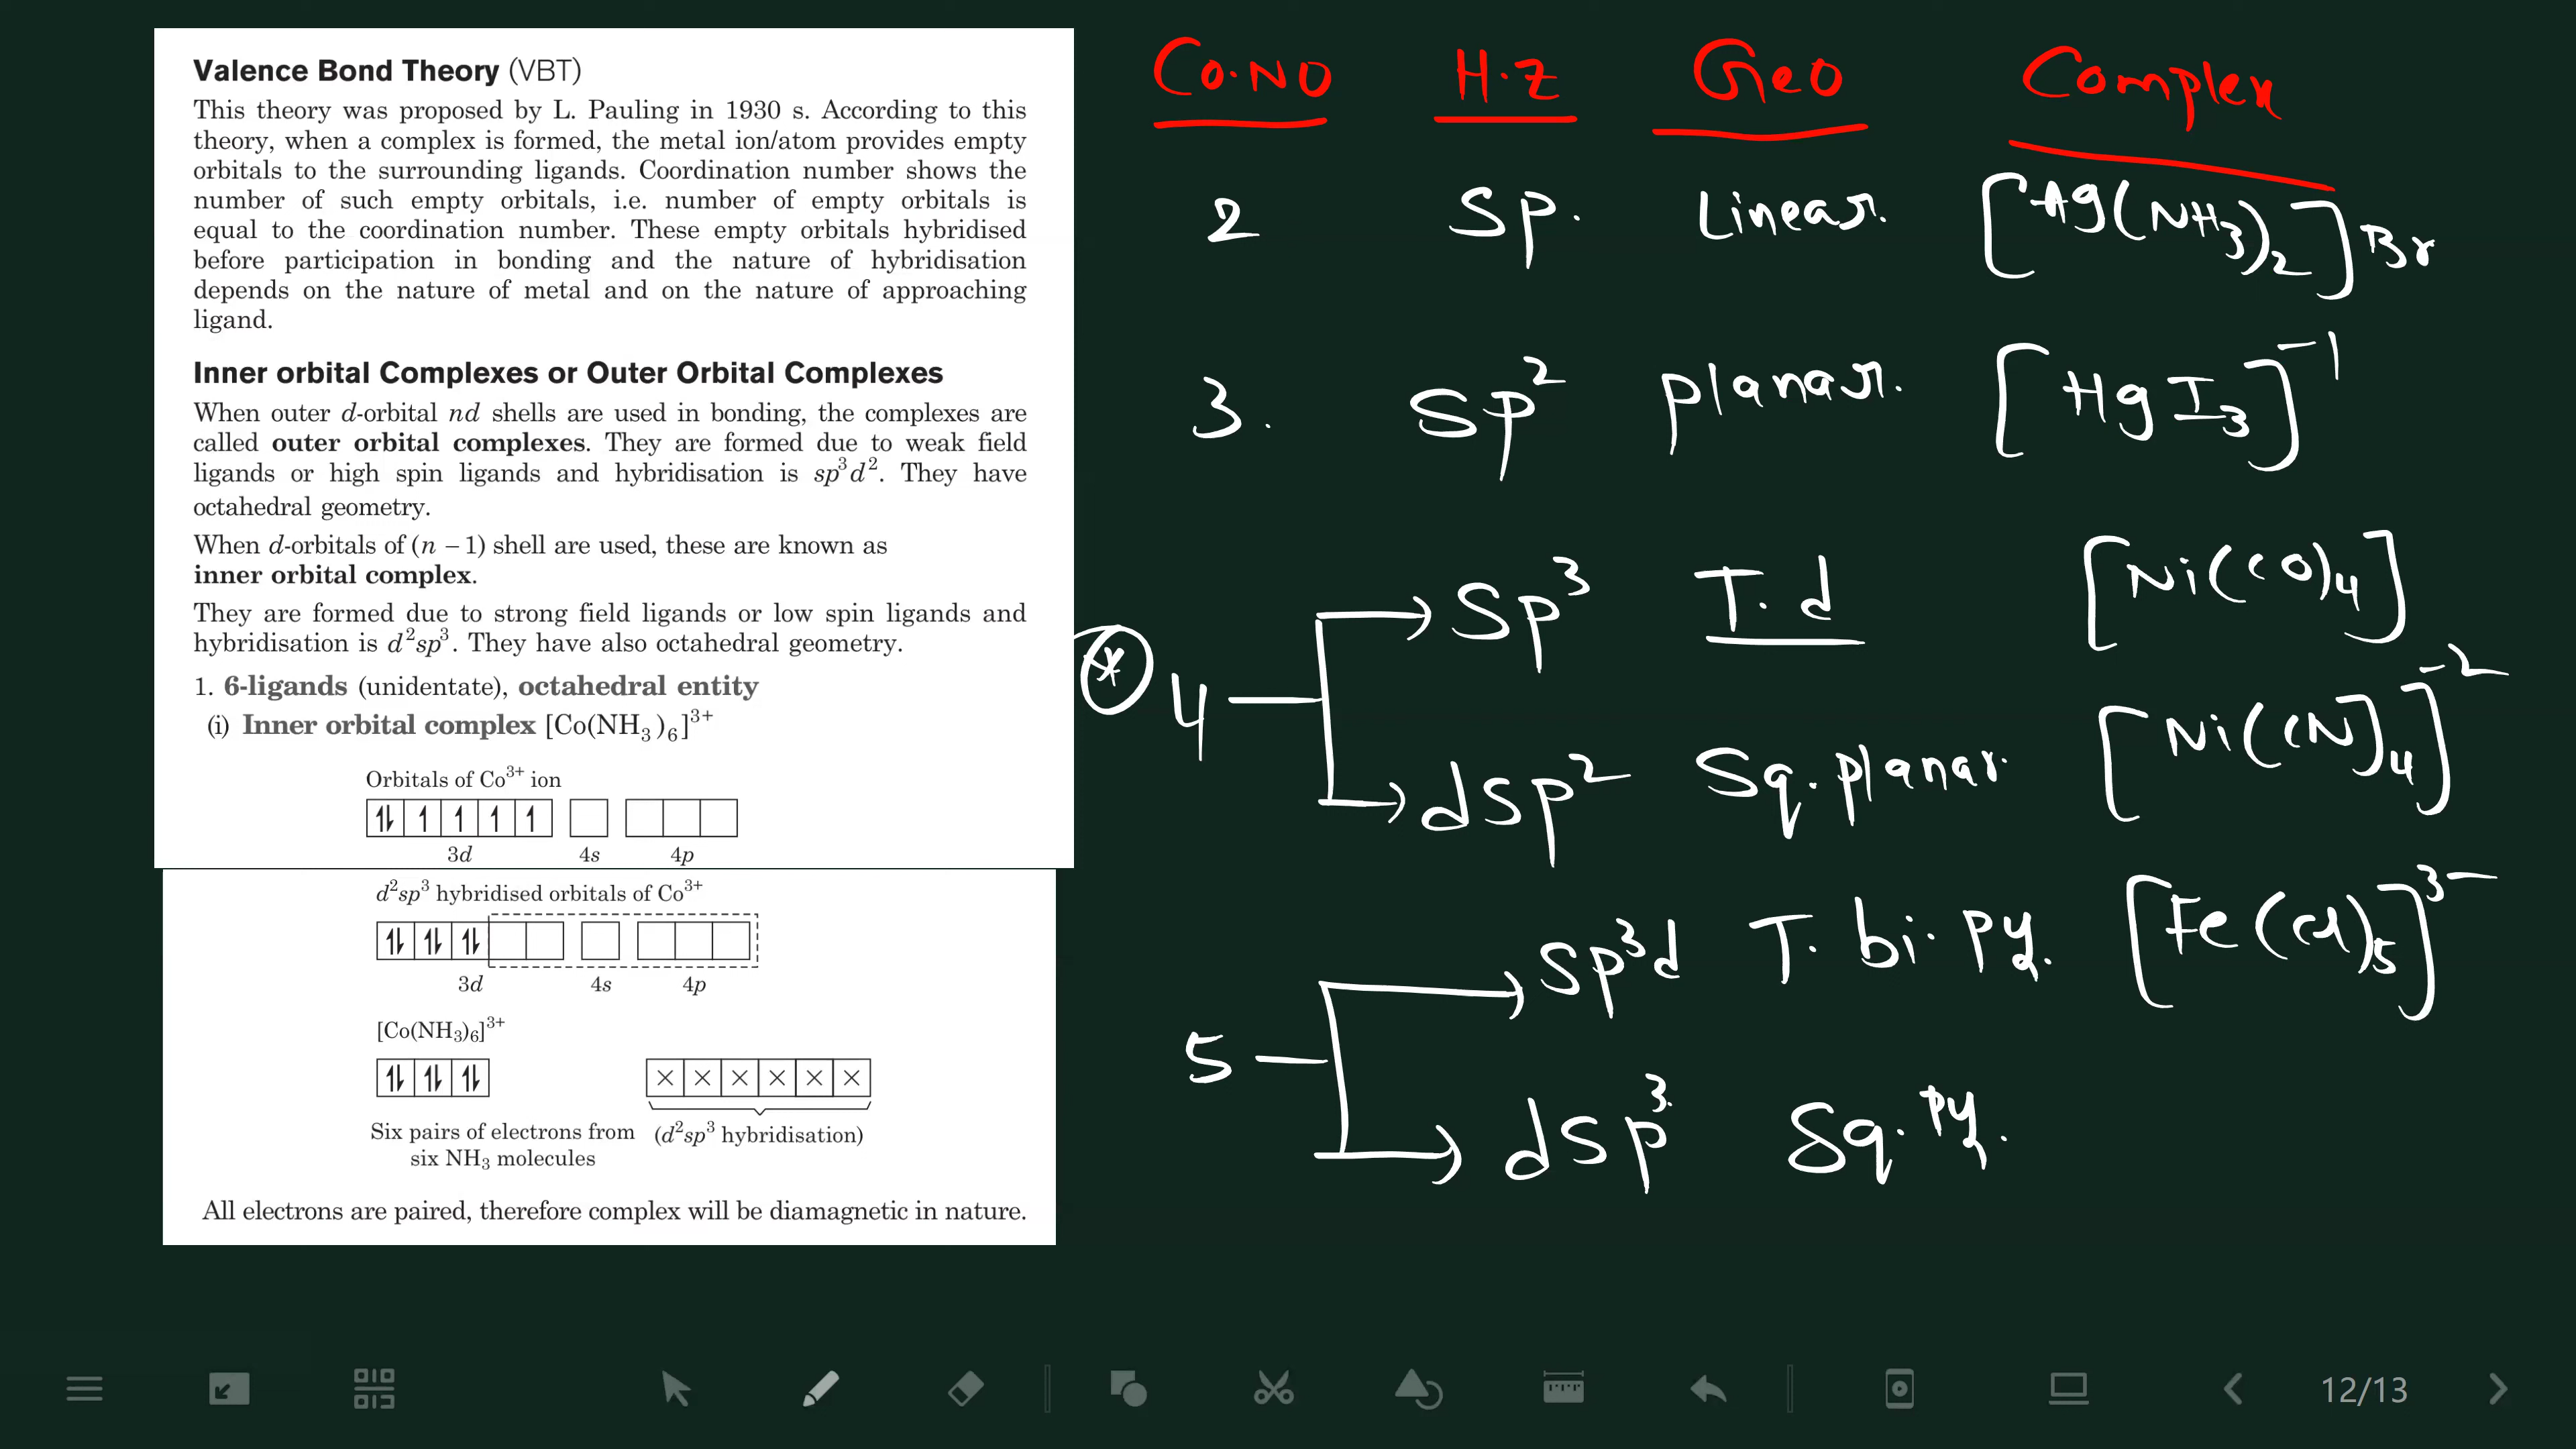 Valence Bond Theory (VBT)
This theory was proposed by L. Pauling in 1930 s. According to this
theory, when a complex is formed, the metal ion/atom provides empty
orbitals to the surrounding ligands. Coordination number shows the
number of such empty orbitals, i.e. number of empty orbitals is
equal to the coordination number. These empty orbitals hybridised
before participation in bonding and the nature of hybridisation
depends on the nature of metal and on the nature of approaching
ligand.
Inner orbital Complexes or Outer Orbital Complexes
When outer d-orbital nd shells are used in bonding, the complexes are
called outer orbital complexes. They are formed due to weak field
ligands or high spin ligands and hybridisation is sp³d². They have
octahedral geometry.
When d-orbitals of (n − 1) shell are used, these are known as
inner orbital complex.
They are formed due to strong field ligands or low spin ligands and
hybridisation is d²sp³. They have also octahedral geometry.
1. 6-ligands (unidentate), octahedral entity
(i) Inner orbital complex [Co(NH₃)₆]³⁺
Orbitals of Co³⁺ ion
3d 4s 4p
d²sp³ hybridised orbitals of Co³⁺
3d 4s 4p
[Co(NH₃)₆]³⁺
× × × × × ×
Six pairs of electrons from
six NH₃ molecules
(d²sp³ hybridisation)
All electrons are paired, therefore complex will be diamagnetic in nature.
Co.NO H.Z Geo Complex
2 Sp. Linear. [Ag(NH₃)₂]Br
3. Sp² planar. [HgI₃]⁻¹
4 Sp³ T.d [Ni(CO)₄]
dSp² Sq.planar. [Ni(CN]₄]⁻²
5 Sp³d T. bi. py. [Fe(Cl)₅]³⁻
dSp³. Sq.py.
12/13